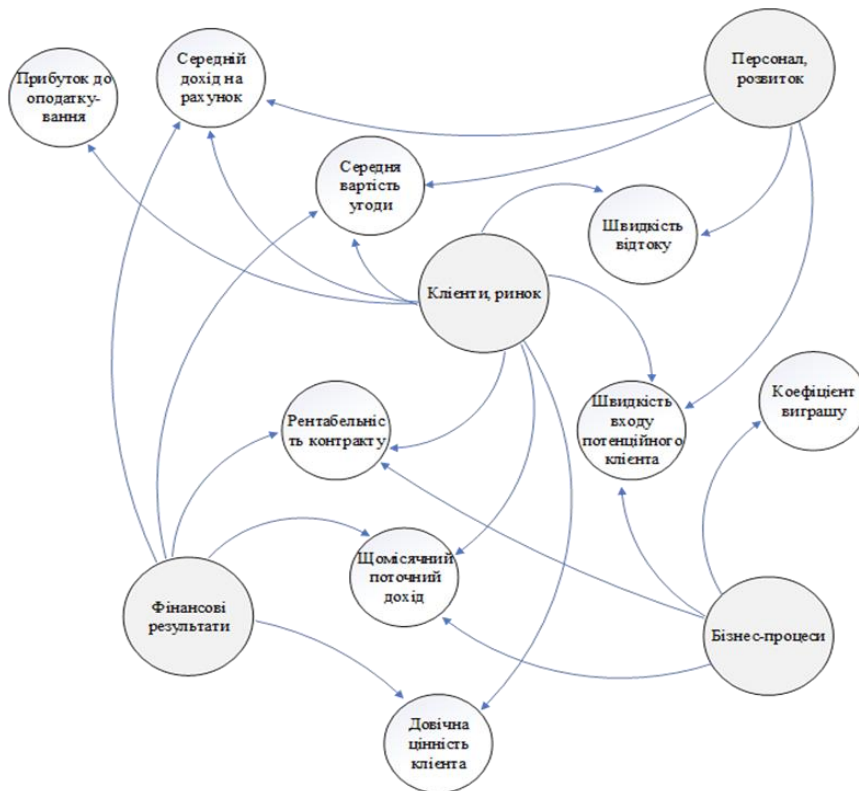 Прибуток до
оподатку-
вання
Середній
дохід на
рахунок
Персонал,
розвиток
Середня
вартість
угоди
Швидкість
відтоку
Клієнти, ринок
Рентабельніс
ть контракту
Швидкість
входу
потенційного
клієнта
Коефіцієнт
виграшу
Щомісячний
поточний
дохід
Фінансові
результати
Бізнес-процеси
Довічна
цінність
клієнта